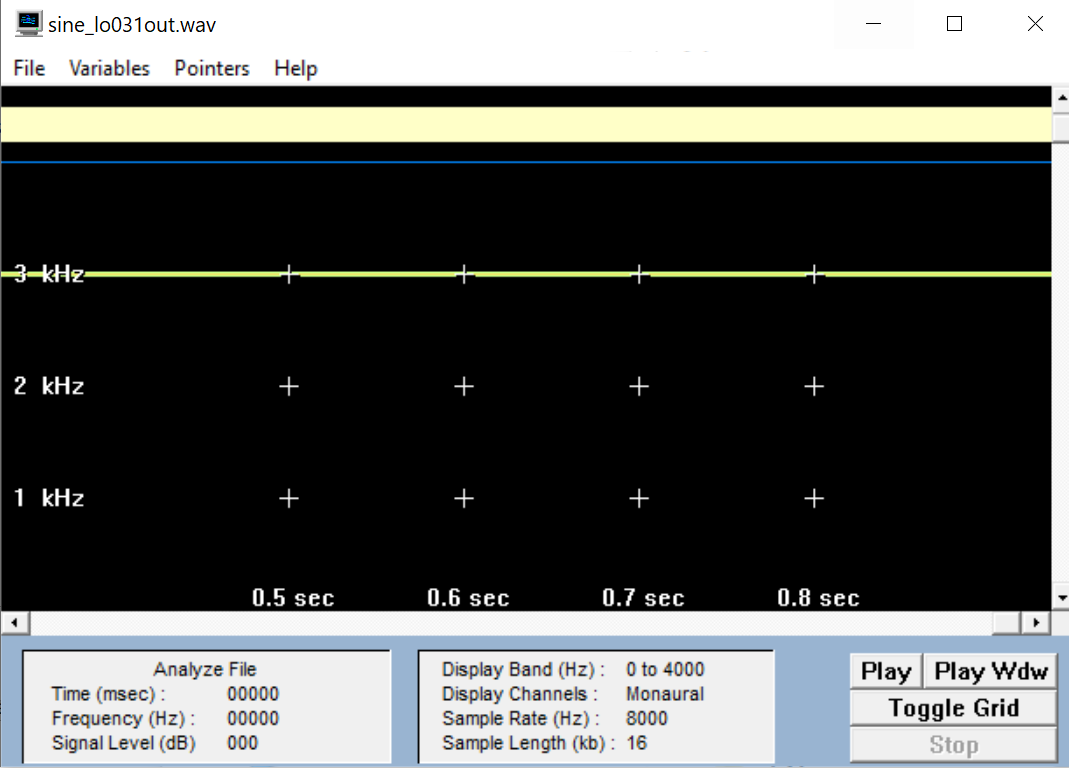 sine_lo031out.wav
File Variables Pointers Help
3 kHz
2 kHz
1 kHz
0.5 sec 0.6 sec 0.7 sec 0.8 sec
Analyze File
Time (msec) : 00000
Frequency (Hz) : 00000
Signal Level (dB) 000
Display Band (Hz) : 0 to 4000
Display Channels : Monaural
Sample Rate (Hz) : 8000
Sample Length (kb) : 16
Play Play Wdw
Toggle Grid
Stop